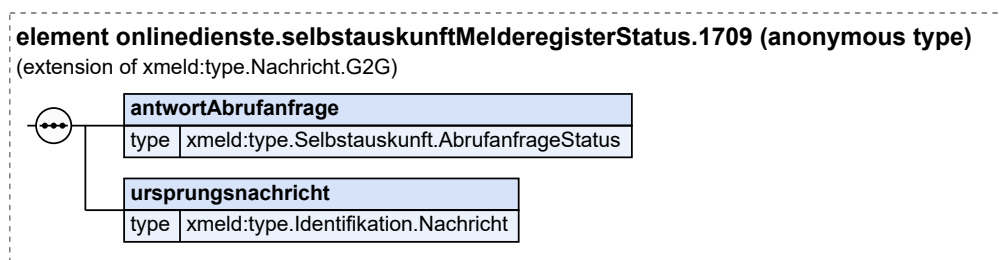 element onlinedienste.selbstauskunftMelderegisterStatus.1709 (anonymous type)
(extension of xmeld:type.Nachricht.G2G)
antwortAbrufanfrage
type xmeld:type.Selbstauskunft.AbrufanfrageStatus
ursprungsnachricht
type xmeld:type.Identifikation.Nachricht